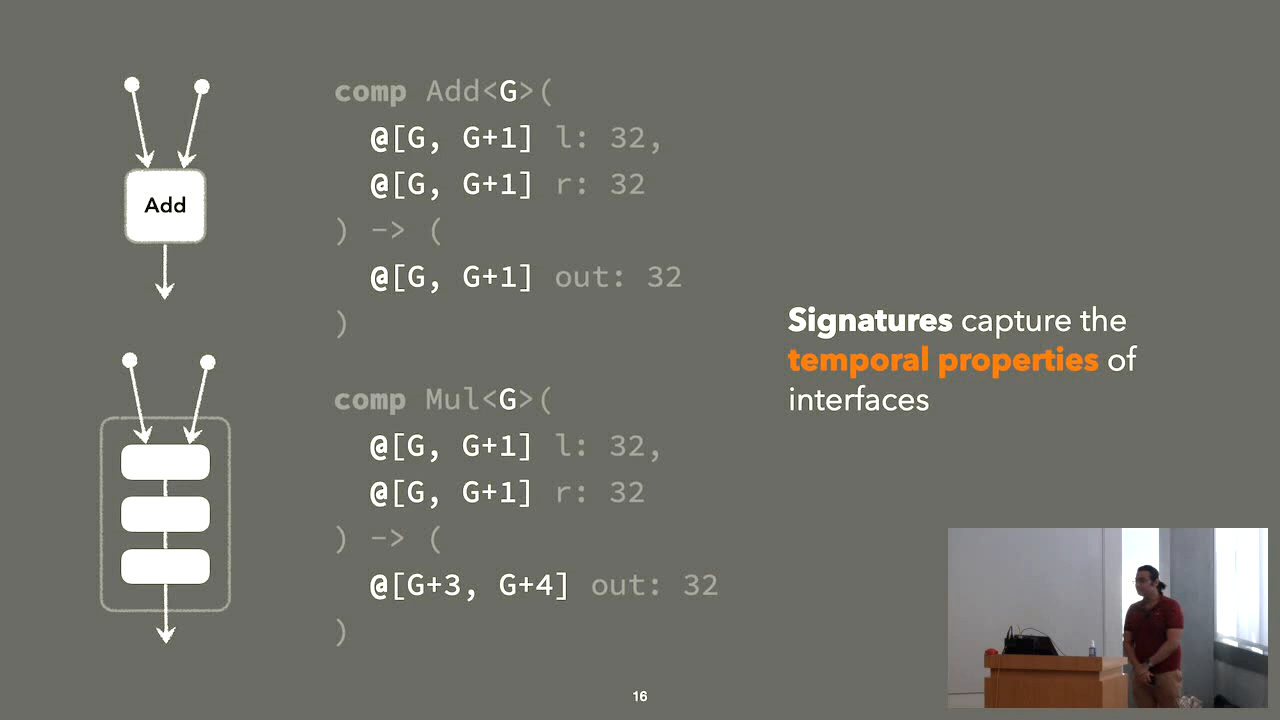 Add
comp Add<G>(
@[G, G+1] l: 32,
@[G, G+1] r: 32
) -> (
@[G, G+1] out: 32
)
comp Mul<G>(
@[G, G+1] l: 32,
@[G, G+1] r: 32
) -> (
@[G+3, G+4] out: 32
)
Signatures capture the
temporal properties of
interfaces
16